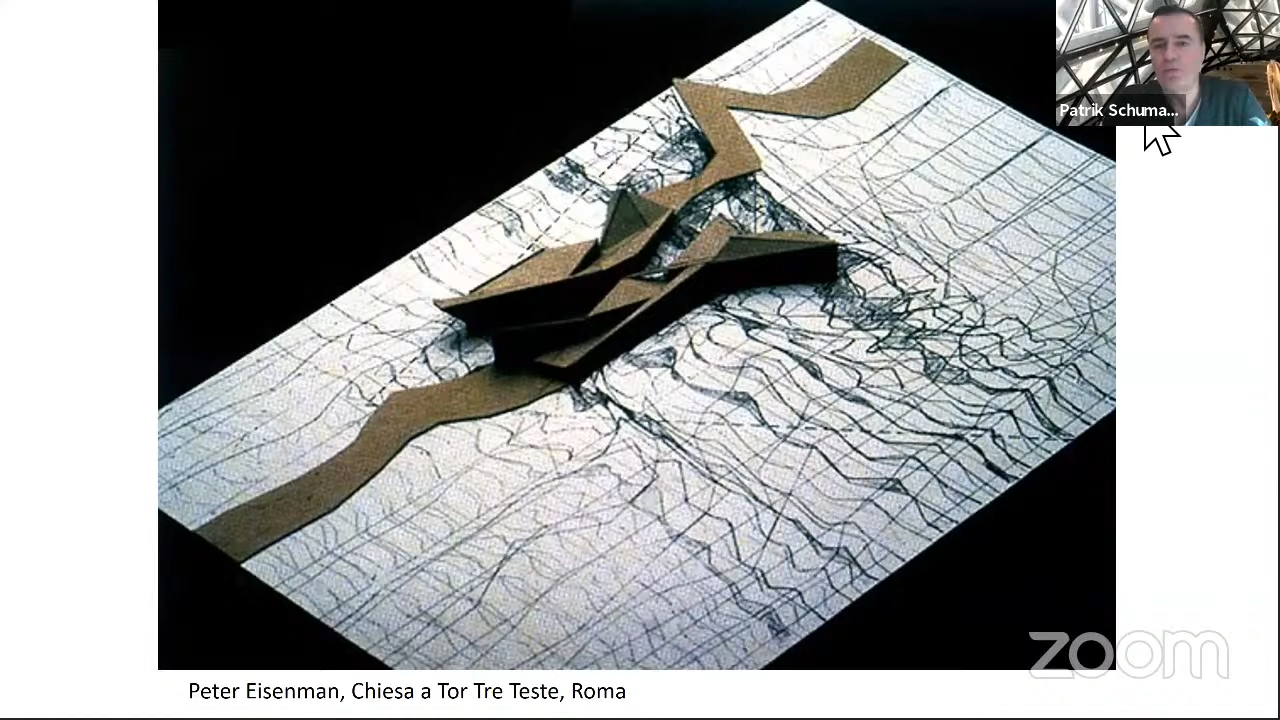 Patrik Schuma...
zoom
Peter Eisenman, Chiesa a Tor Tre Teste, Roma